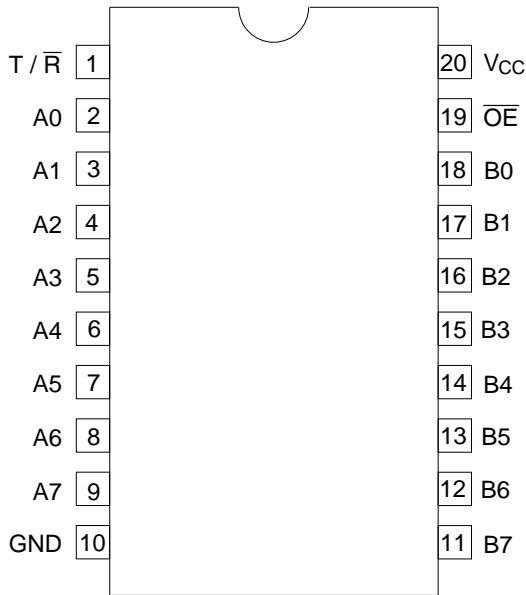 T / R̅ 1 20 VCC
A0 2 19 O̅E̅
A1 3 18 B0
A2 4 17 B1
A3 5 16 B2
A4 6 15 B3
A5 7 14 B4
A6 8 13 B5
A7 9 12 B6
GND 10 11 B7